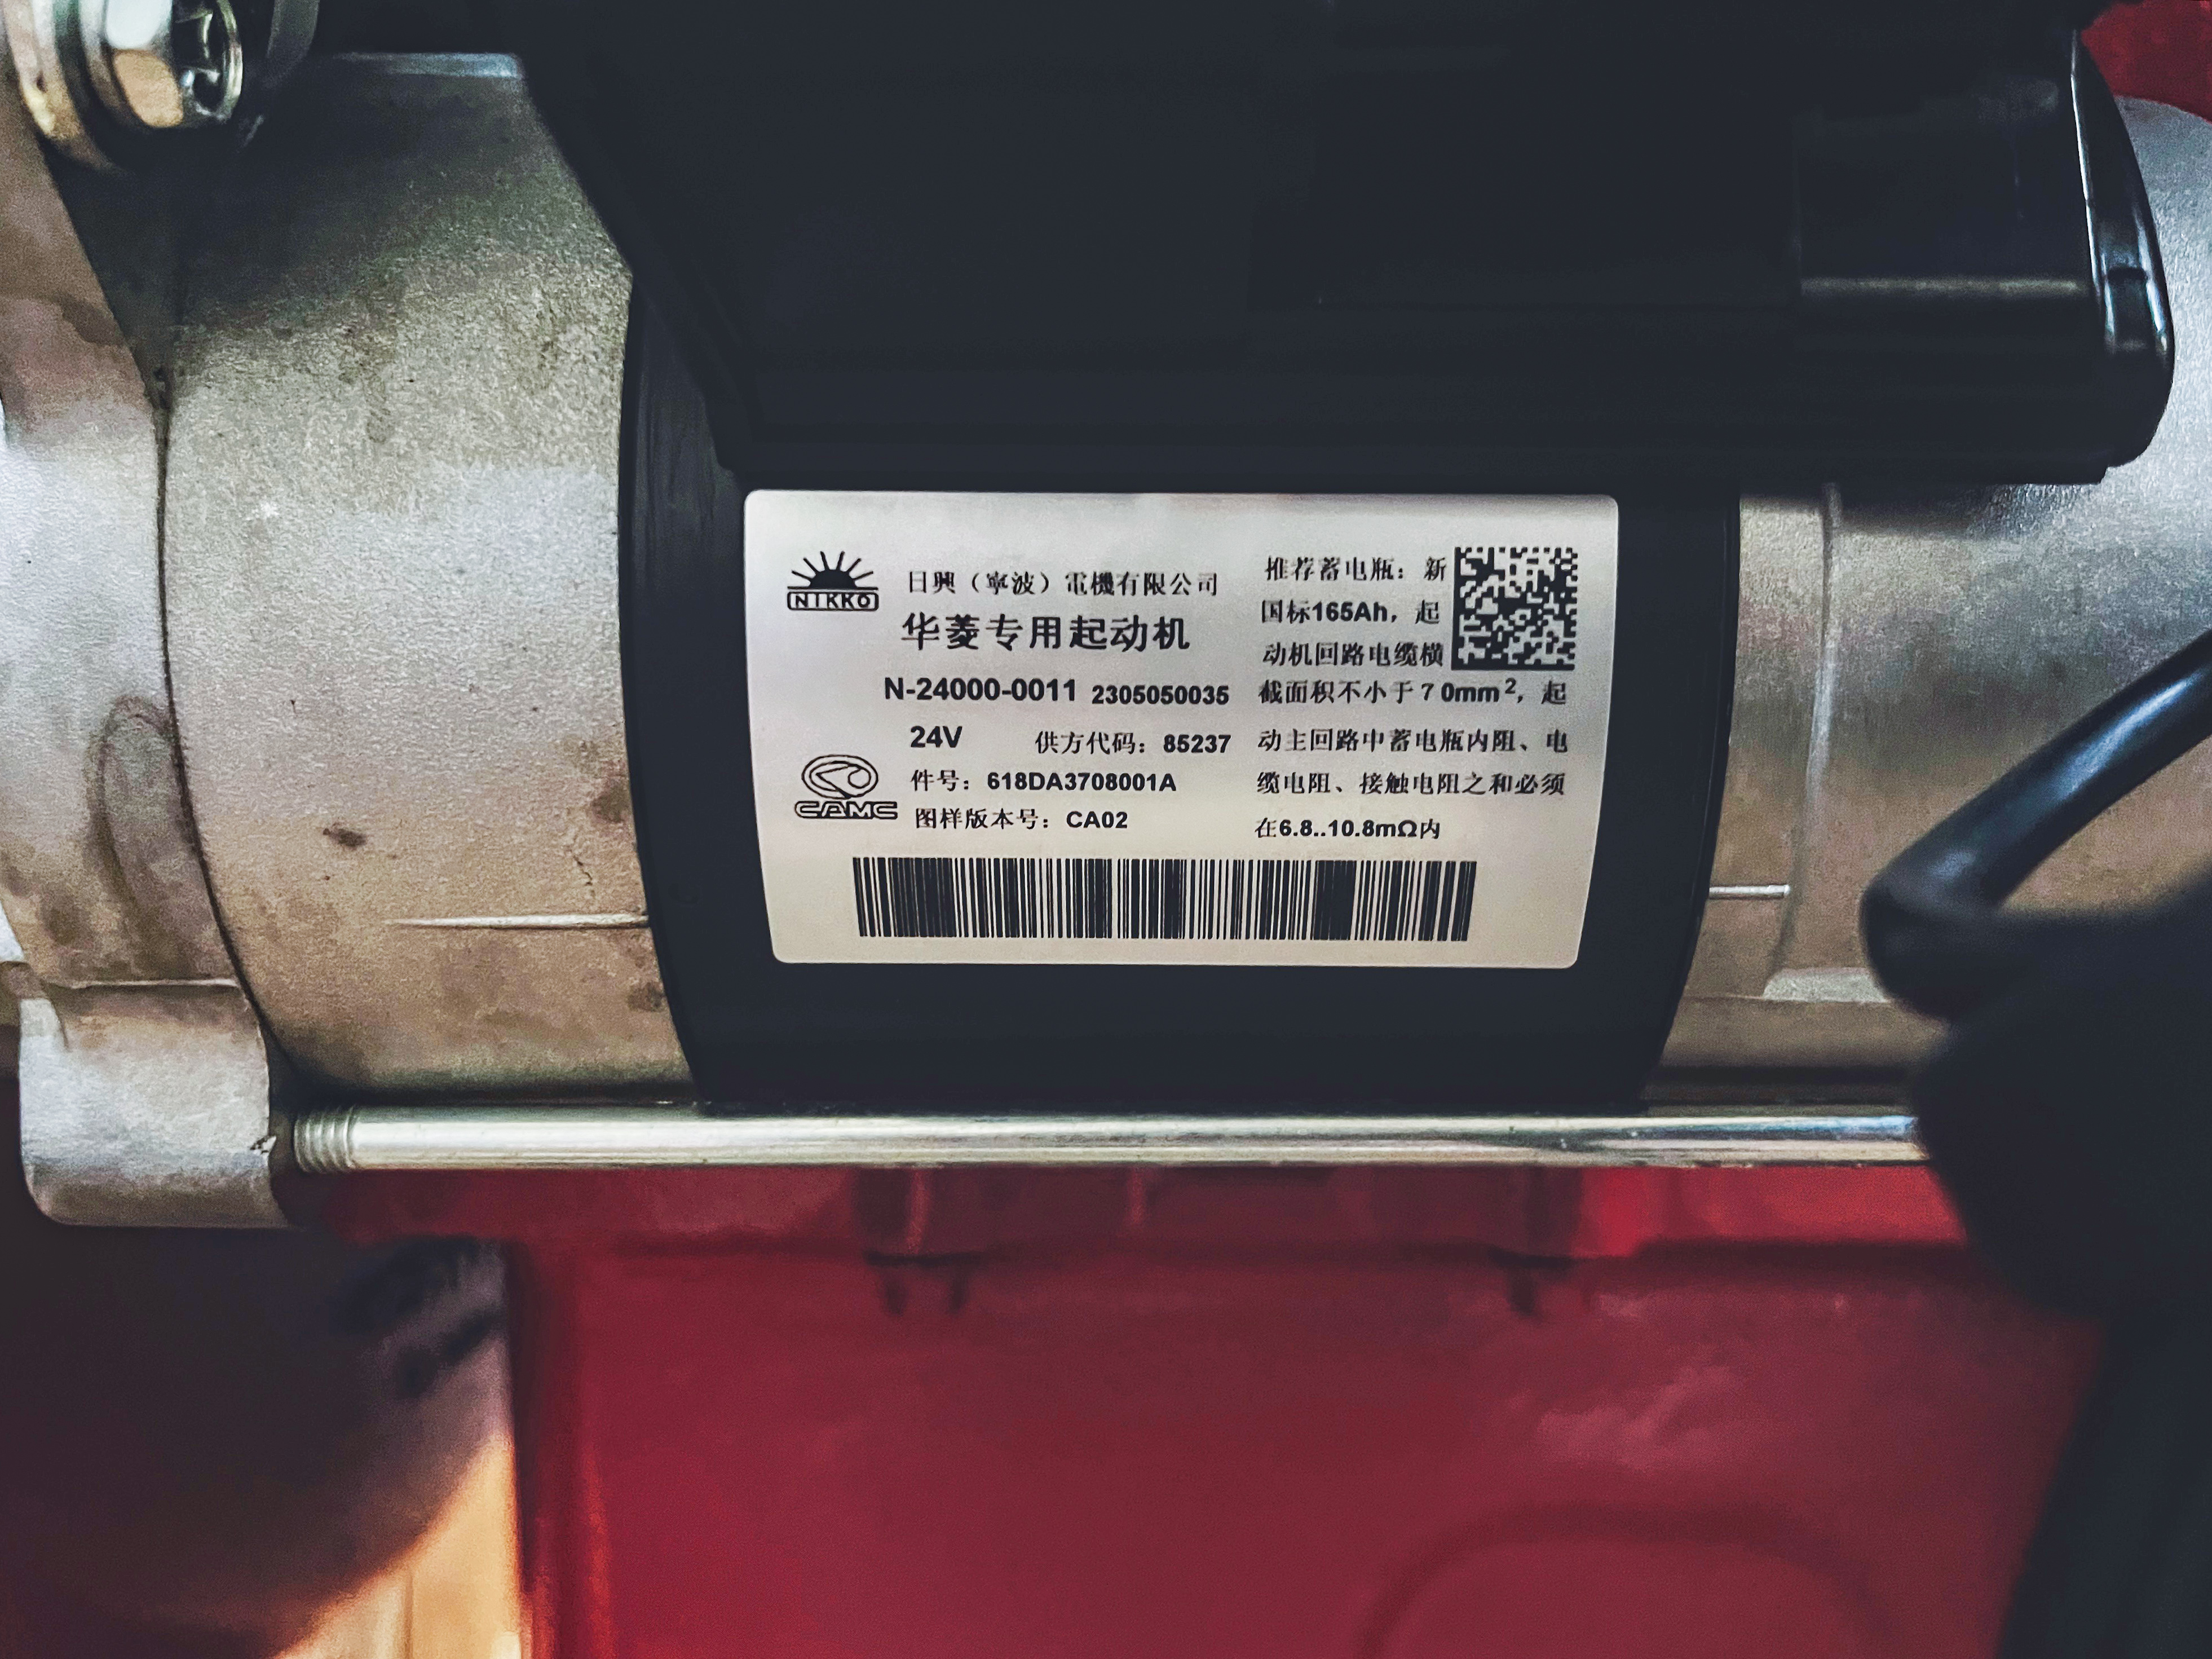 NIKKO
日興（寧波）電機有限公司
华菱专用起动机
N-24000-0011 2305050035
24V 供方代码：85237
CAMC
件号：618DA3708001A
图样版本号：CA02
推荐蓄电瓶：新
国标165Ah，起
动机回路电缆横
截面积不小于70mm²，起
动主回路中蓄电瓶内阻、电
缆电阻、接触电阻之和必须
在6.8..10.8mΩ内